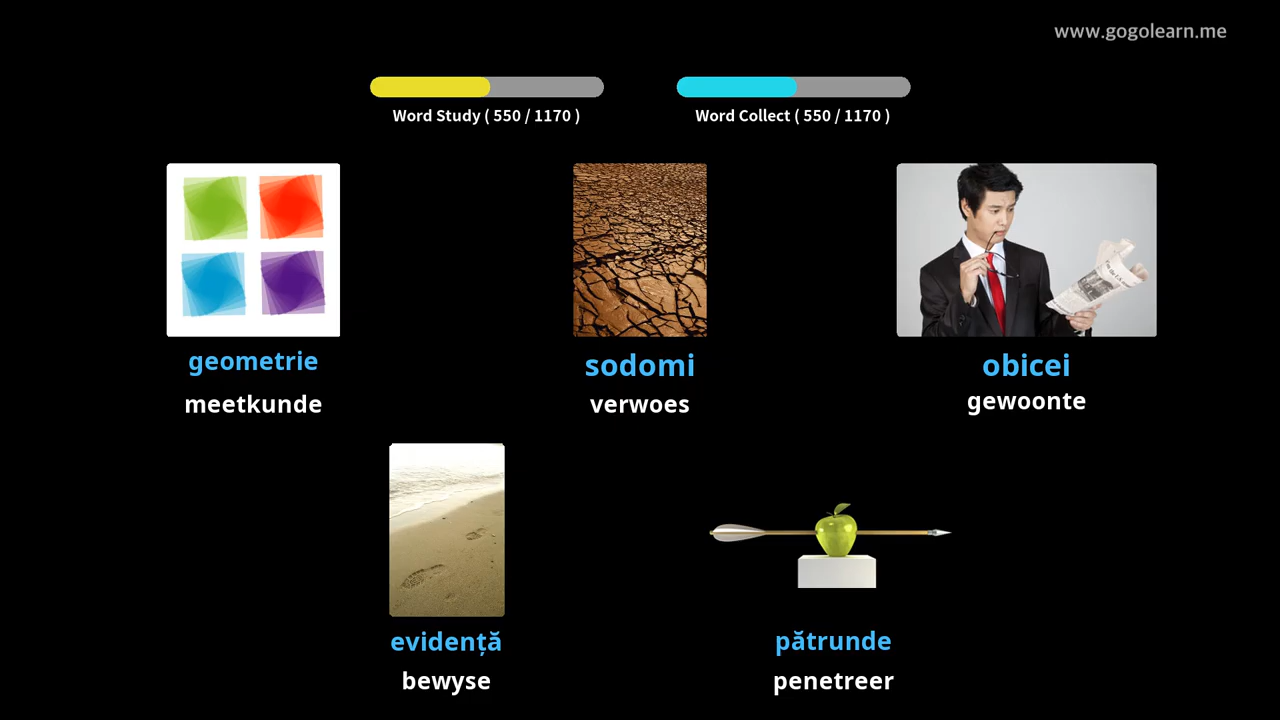 www.gogolearn.me
Word Study ( 550 / 1170 )
Word Collect ( 550 / 1170 )
geometrie
meetkunde
sodomi
verwoes
obicei
gewoonte
evidență
bewyse
pătrunde
penetreer